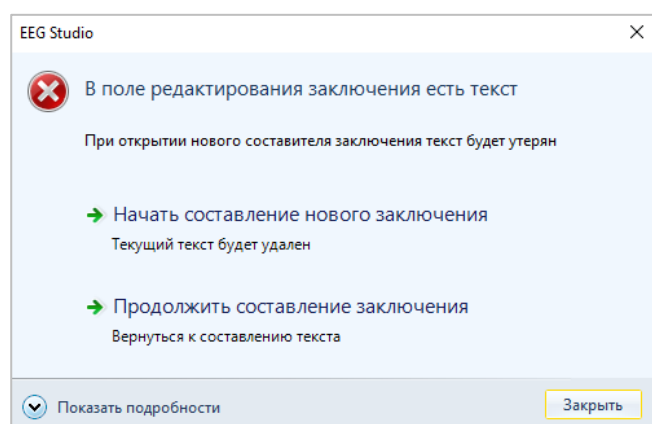 EEG Studio
В поле редактирования заключения есть текст
При открытии нового составителя заключения текст будет утерян
Начать составление нового заключения
Текущий текст будет удален
Продолжить составление заключения
Вернуться к составлению текста
Показать подробности
Закрыть